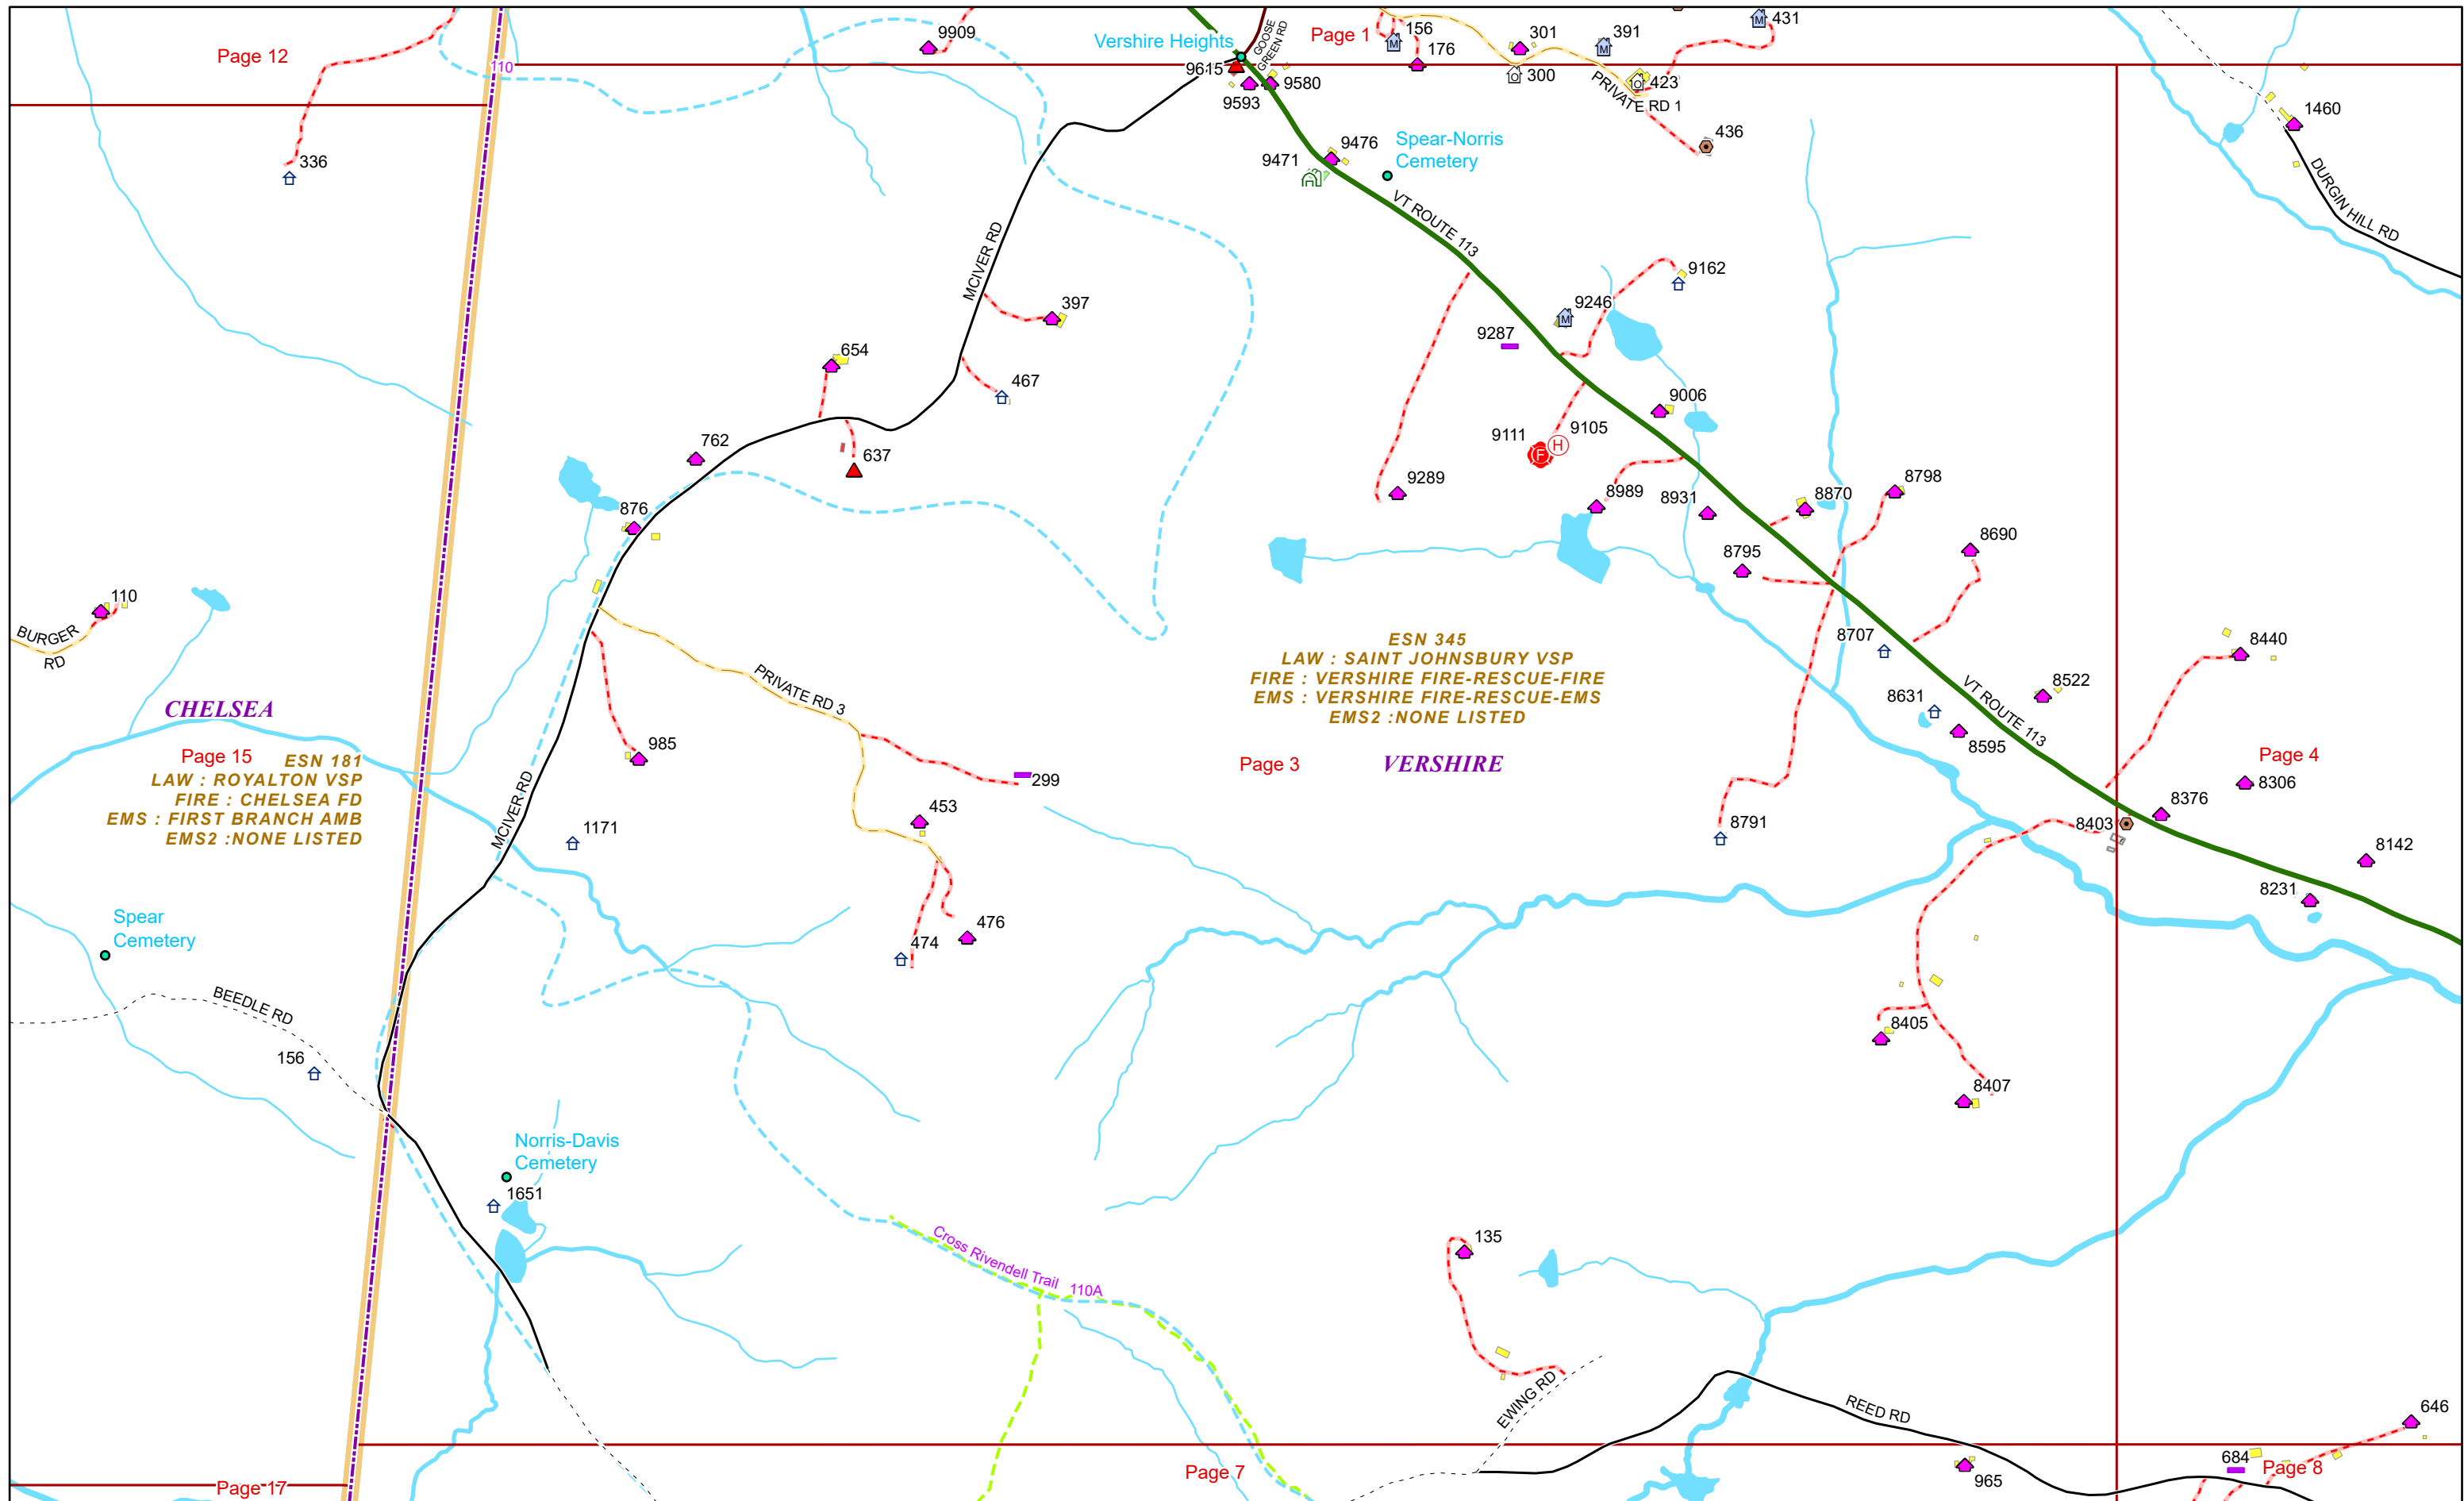 Page 12
110
9909
Vershire Heights
GOOSE
GREEN RD
9615
9593
9580
Page 1
156
176
301
300
391
431
423
PRIVATE RD 1
436
1460
DURGIN HILL RD
336
9476
9471
Spear-Norris
Cemetery
VT ROUTE 113
MCIVER RD
397
654
467
762
637
876
9162
9246
9287
9006
9111
F
H
9105
9289
8989
8931
8870
8798
8795
8690
8707
110
BURGER
RD
ESN 345
LAW : SAINT JOHNSBURY VSP
FIRE : VERSHIRE FIRE-RESCUE-FIRE
EMS : VERSHIRE FIRE-RESCUE-EMS
EMS2 :NONE LISTED
Page 3
VERSHIRE
8440
8522
8631
8595
VT ROUTE 113
Page 4
8306
8376
8403
8142
8231
8791
PRIVATE RD 3
985
299
453
476
474
CHELSEA
Page 15
ESN 181
LAW : ROYALTON VSP
FIRE : CHELSEA FD
EMS : FIRST BRANCH AMB
EMS2 :NONE LISTED
MCIVER RD
1171
Spear
Cemetery
BEEDLE RD
156
8405
8407
Norris-Davis
Cemetery
1651
Cross Rivendell Trail
110A
135
EWING RD
REED RD
646
684
965
Page 8
Page 7
Page 17
M
M
M
M
O
O